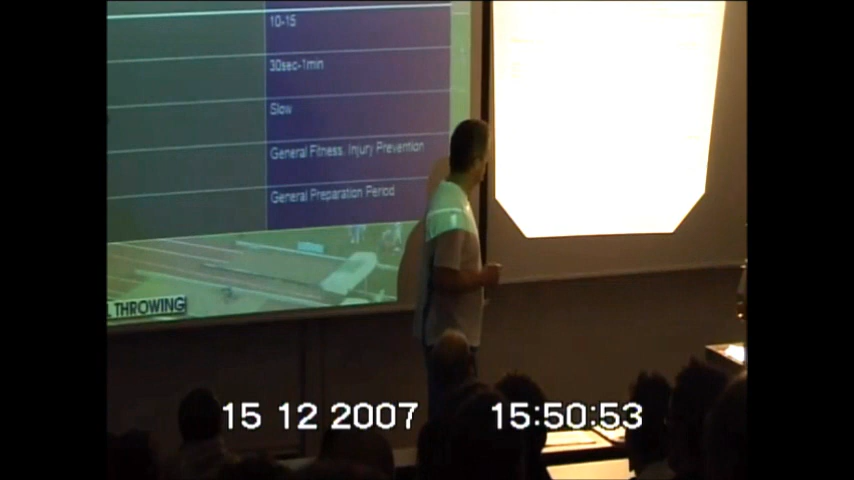 10-15
30sec-1min
Slow
General Fitness, Injury Prevention
General Preparation Period
THROWING
15 12 2007 15:50:53